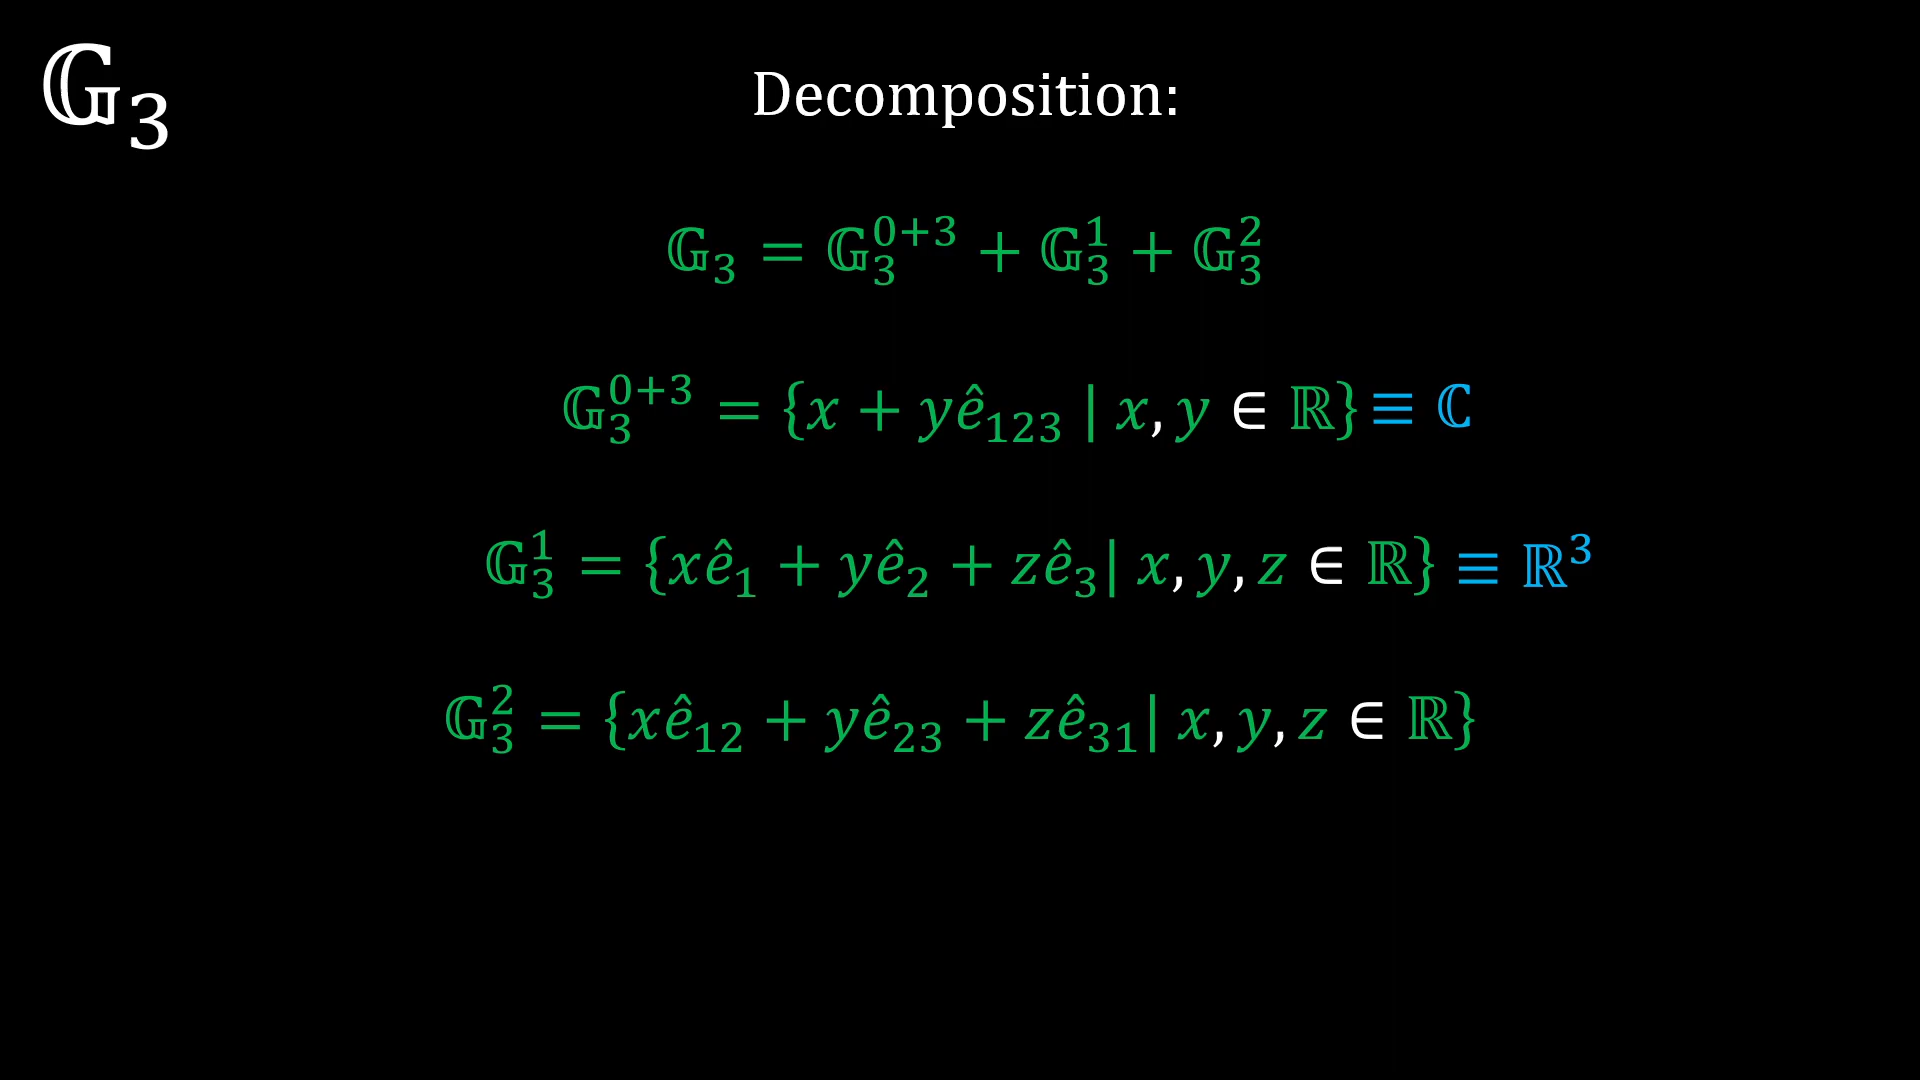 𝔾₃
Decomposition:
𝔾₃ = 𝔾₃⁰⁺³ + 𝔾₃¹ + 𝔾₃²
𝔾₃⁰⁺³ = {x + yê₁₂₃ | x, y ∈ ℝ} ≡ ℂ
𝔾₃¹ = {xê₁ + yê₂ + zê₃| x, y, z ∈ ℝ} ≡ ℝ³
𝔾₃² = {xê₁₂ + yê₂₃ + zê₃₁| x, y, z ∈ ℝ}